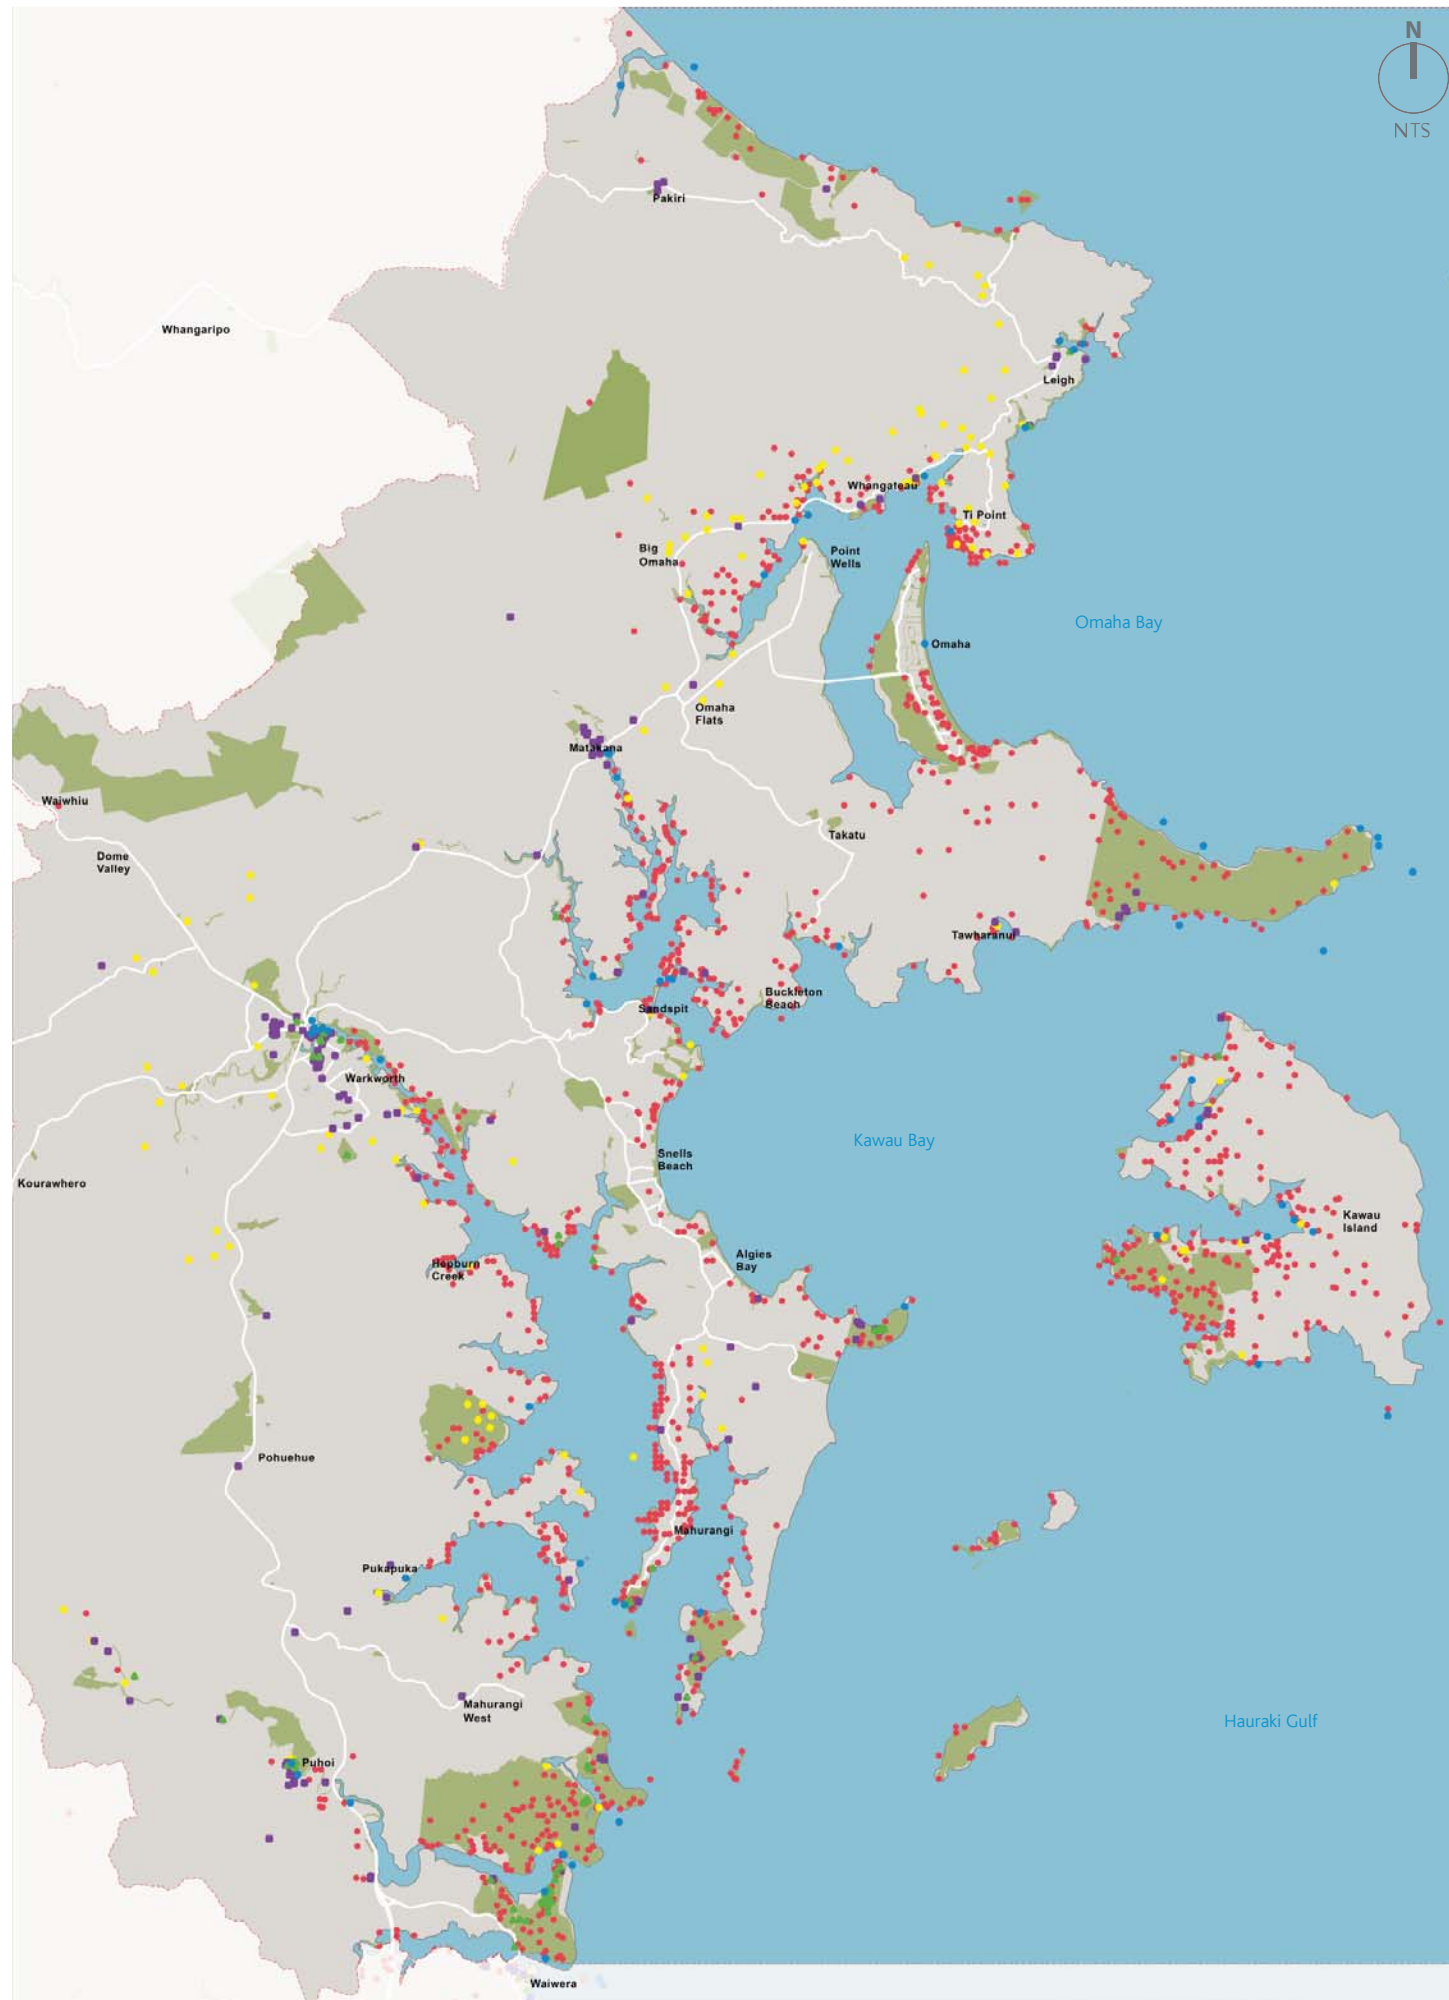 N
NTS
Pakiri
Whangaripo
Leigh
Whangateau
Ti Point
Big
Omaha
Point
Wells
Omaha Bay
Omaha
Omaha
Flats
Matakana
Waiwhiu
Takatu
Dome
Valley
Tawharanui
Buckleton
Beach
Sandspit
Warkworth
Kawau Bay
Snells
Beach
Kourawhero
Kawau
Island
Algies
Bay
Hepburn
Creek
Pohuehue
Mahurangi
Pukapuka
Mahurangi
West
Hauraki Gulf
Puhoi
Waiwera